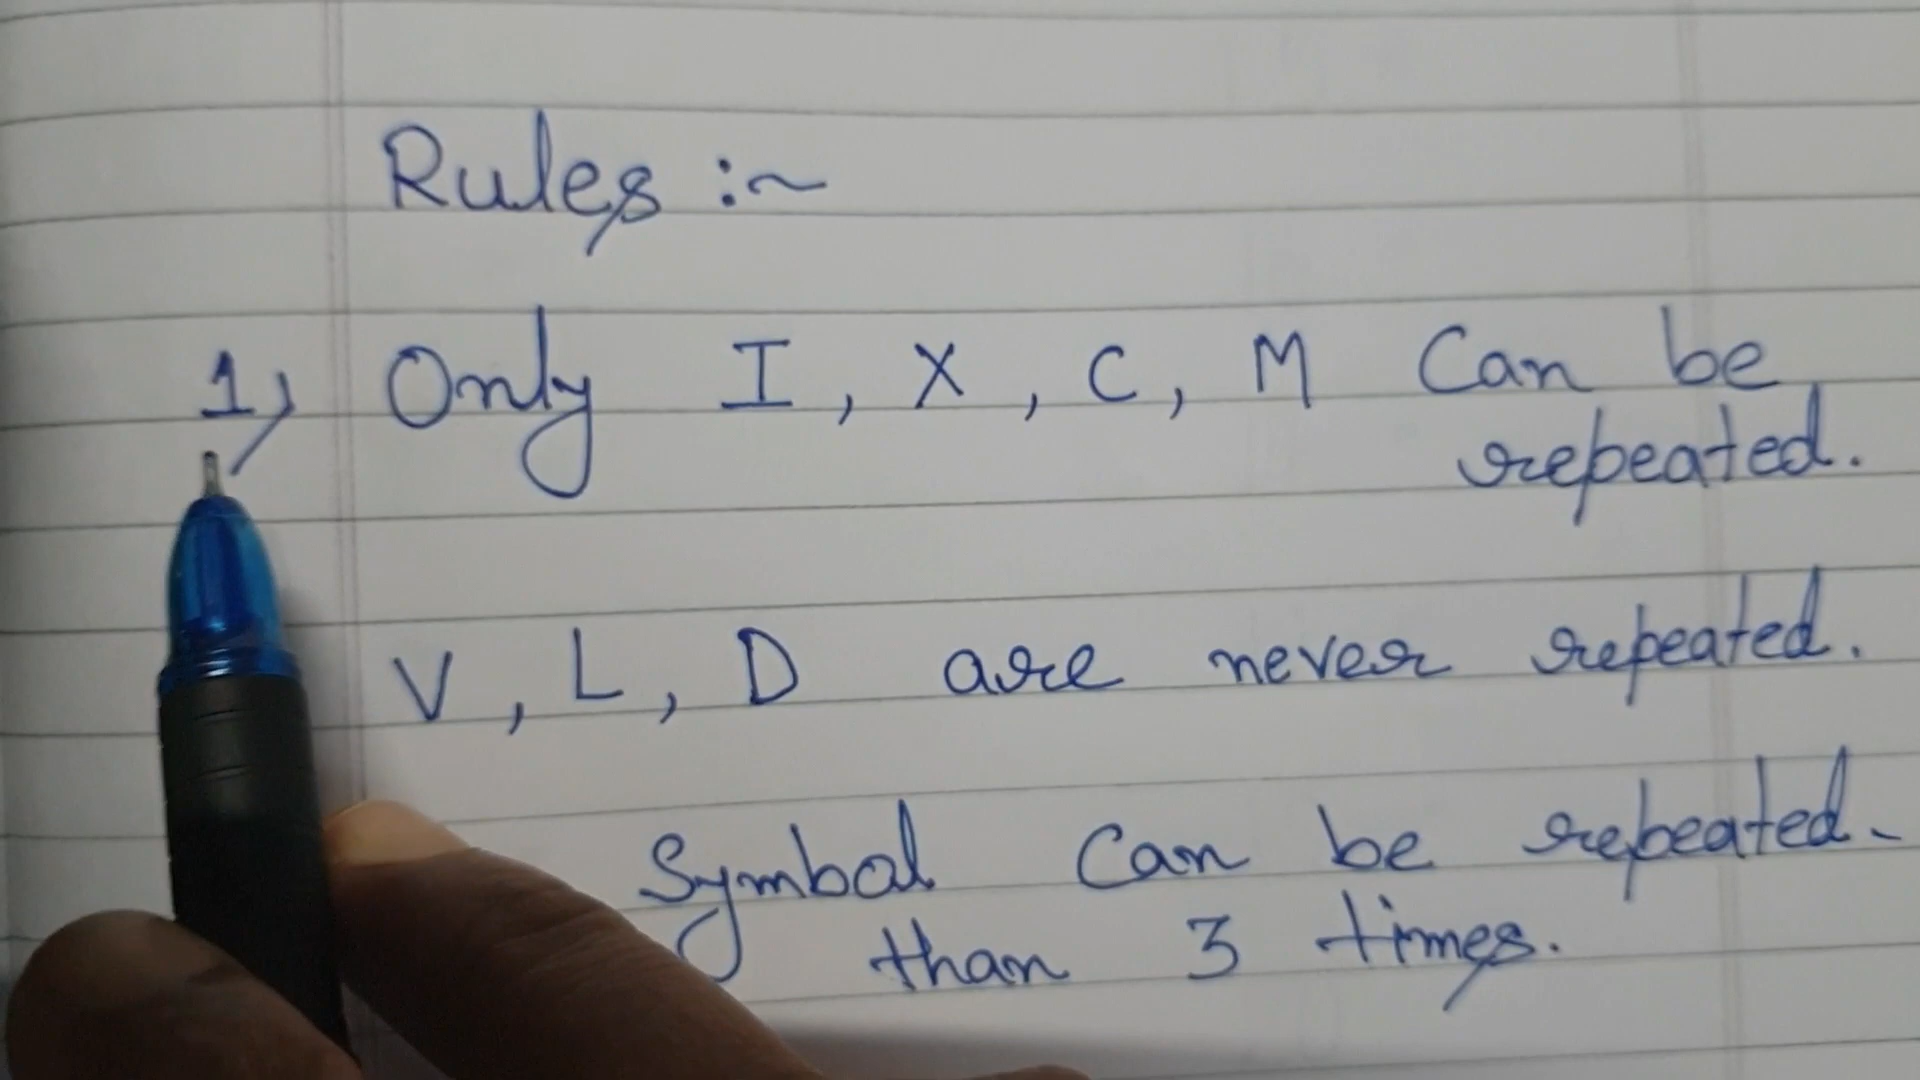 Rules :~
1) Only I, X, C, M Can be
repeated.
V, L, D are never repeated.
Symbol Can be repeated.
than 3 times.